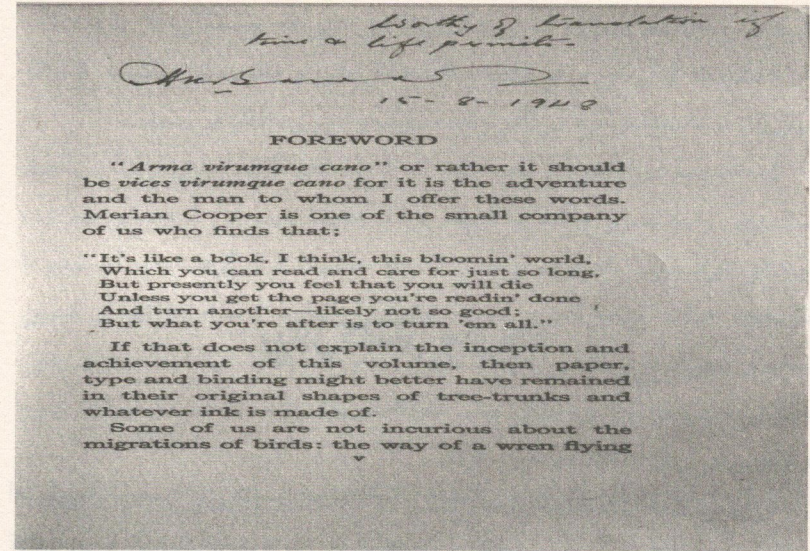 Worthy of translation if
time & life permits.
15-8-1943
FOREWORD
"Arma virumque cano" or rather it should
be vices virumque cano for it is the adventure
and the man to whom I offer these words.
Merian Cooper is one of the small company
of us who finds that;
"It's like a book, I think, this bloomin' world,
Which you can read and care for just so long,
But presently you feel that you will die
Unless you get the page you're readin' done
And turn another—likely not so good;
But what you're after is to turn 'em all."
If that does not explain the inception and
achievement of this volume, then paper,
type and binding might better have remained
in their original shapes of tree-trunks and
whatever ink is made of.
Some of us are not incurious about the
migrations of birds: the way of a wren flying
v